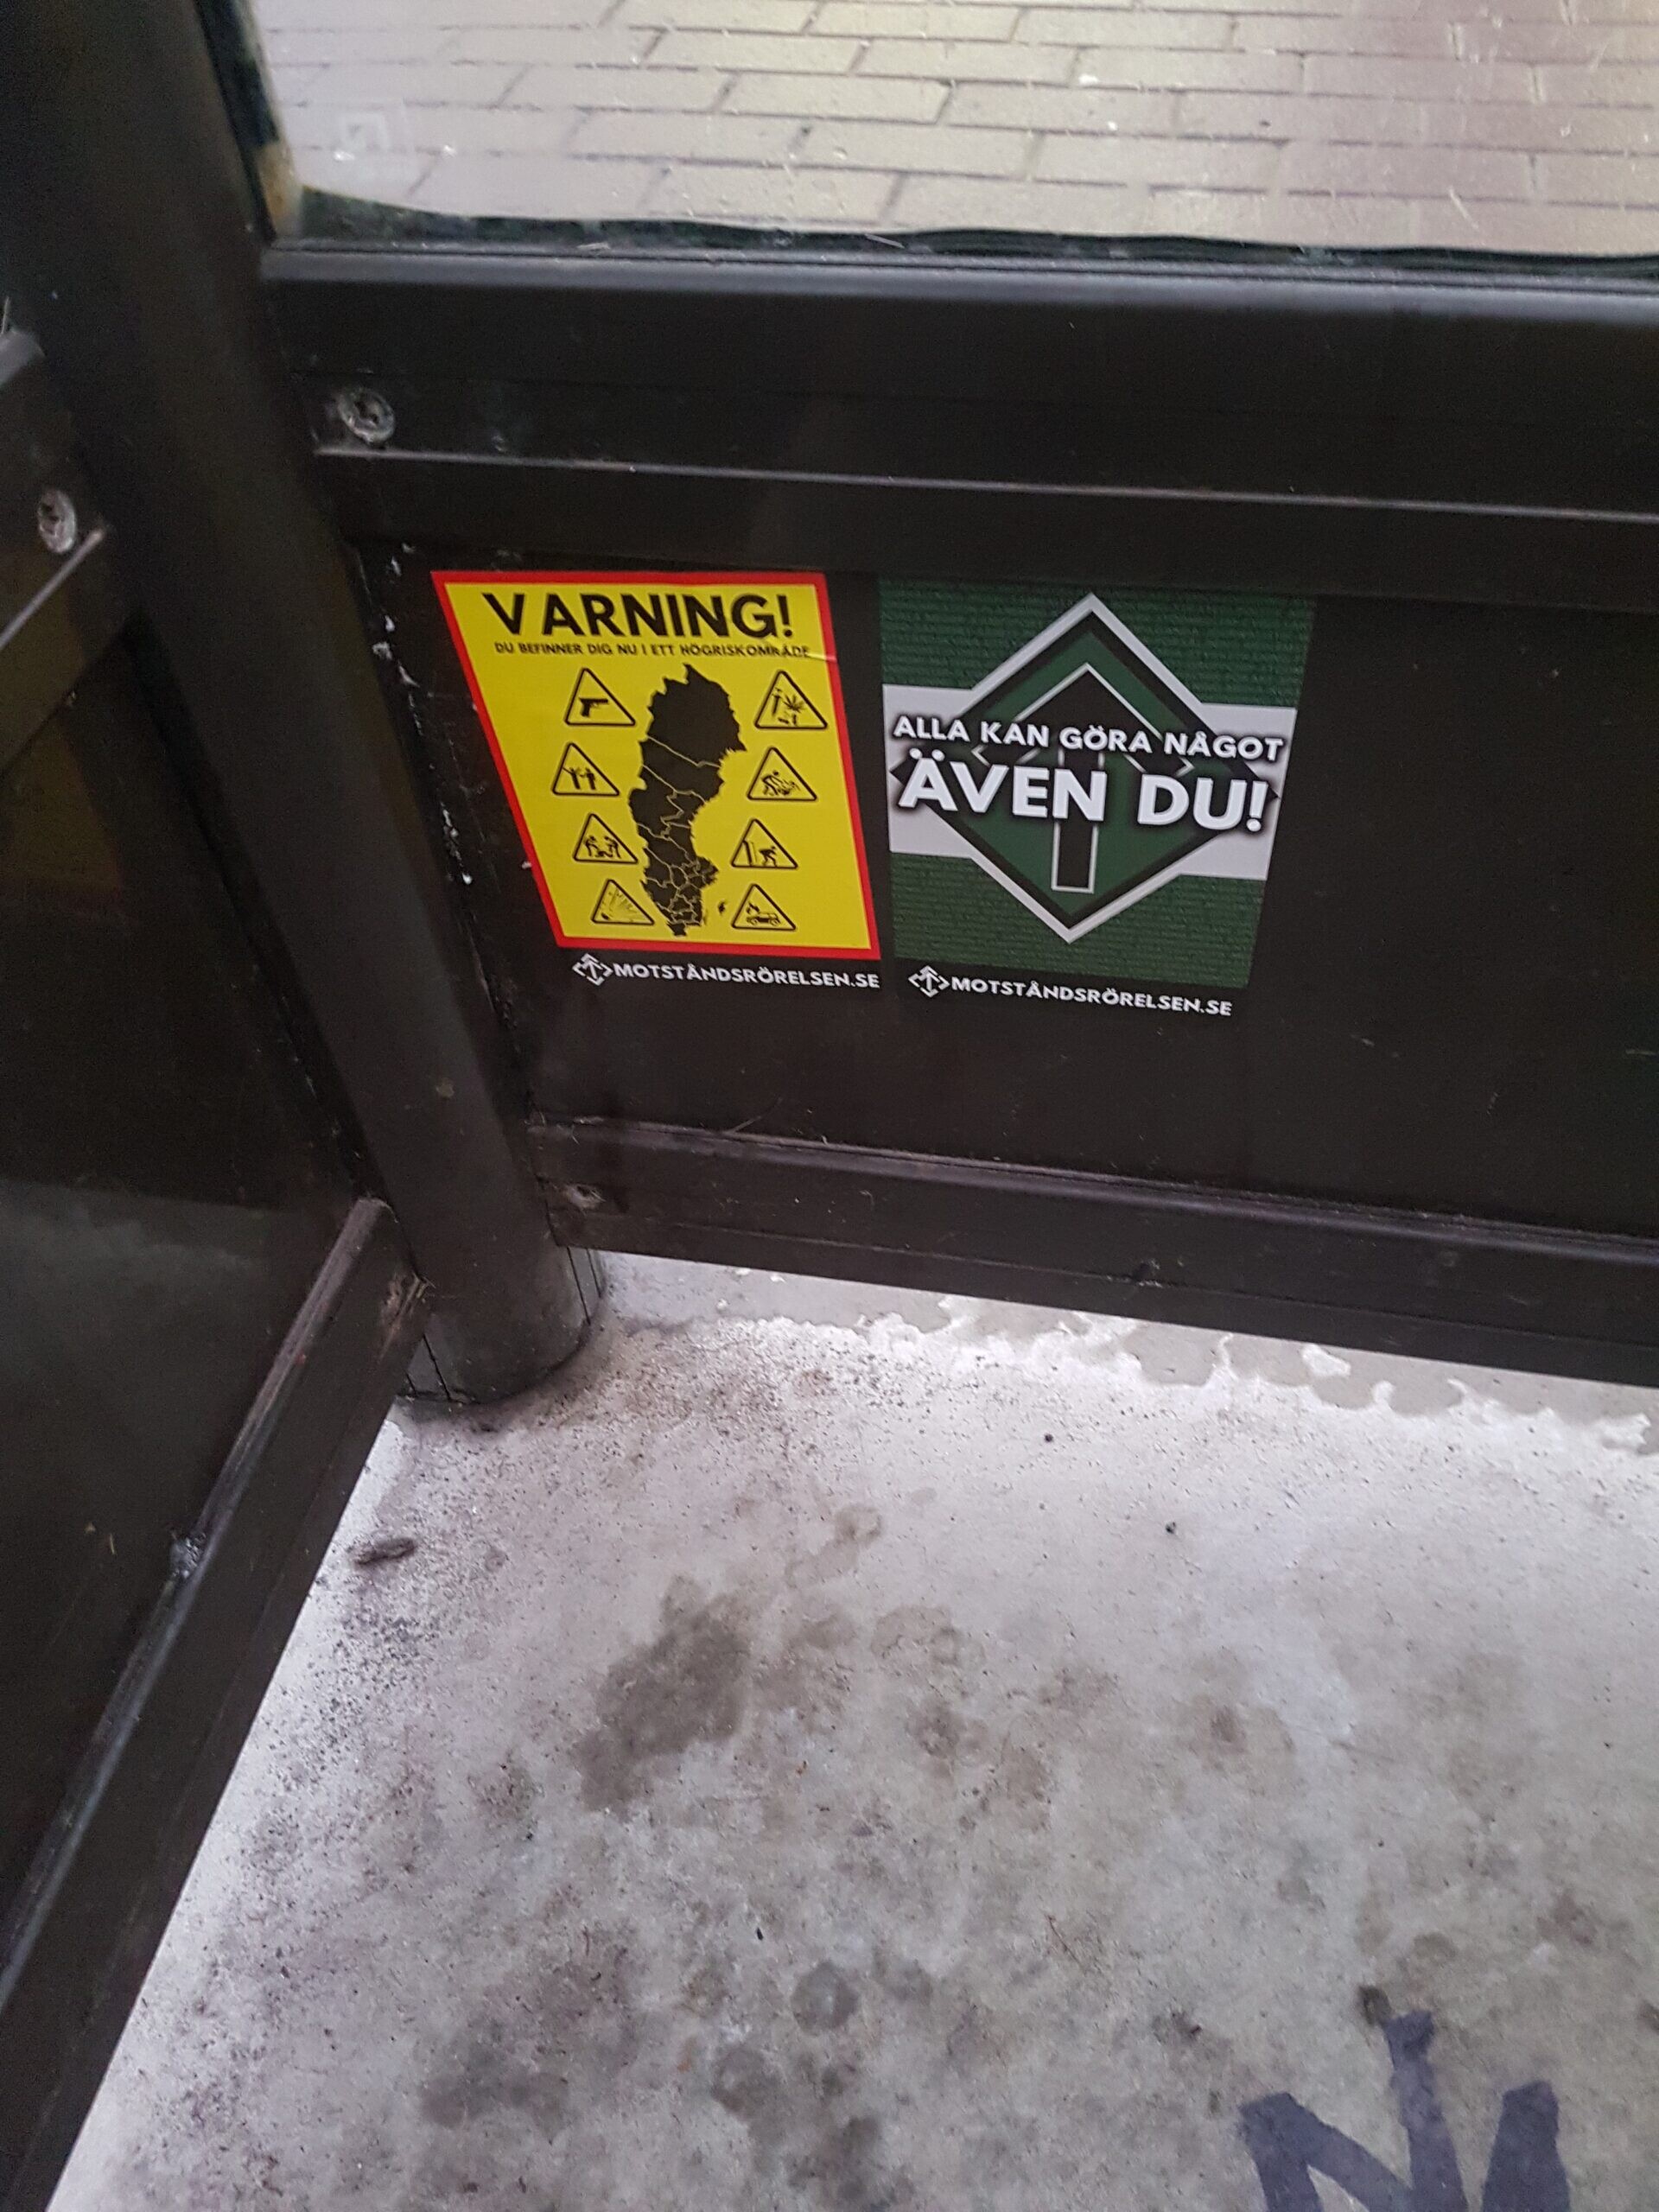 VARNING!
DU BEFINNER DIG NU I ETT HÖGRISKOMRÅDE
MOTSTÅNDSRÖRELSEN.SE
ALLA KAN GÖRA NÅGOT
ÄVEN DU!
MOTSTÅNDSRÖRELSEN.SE